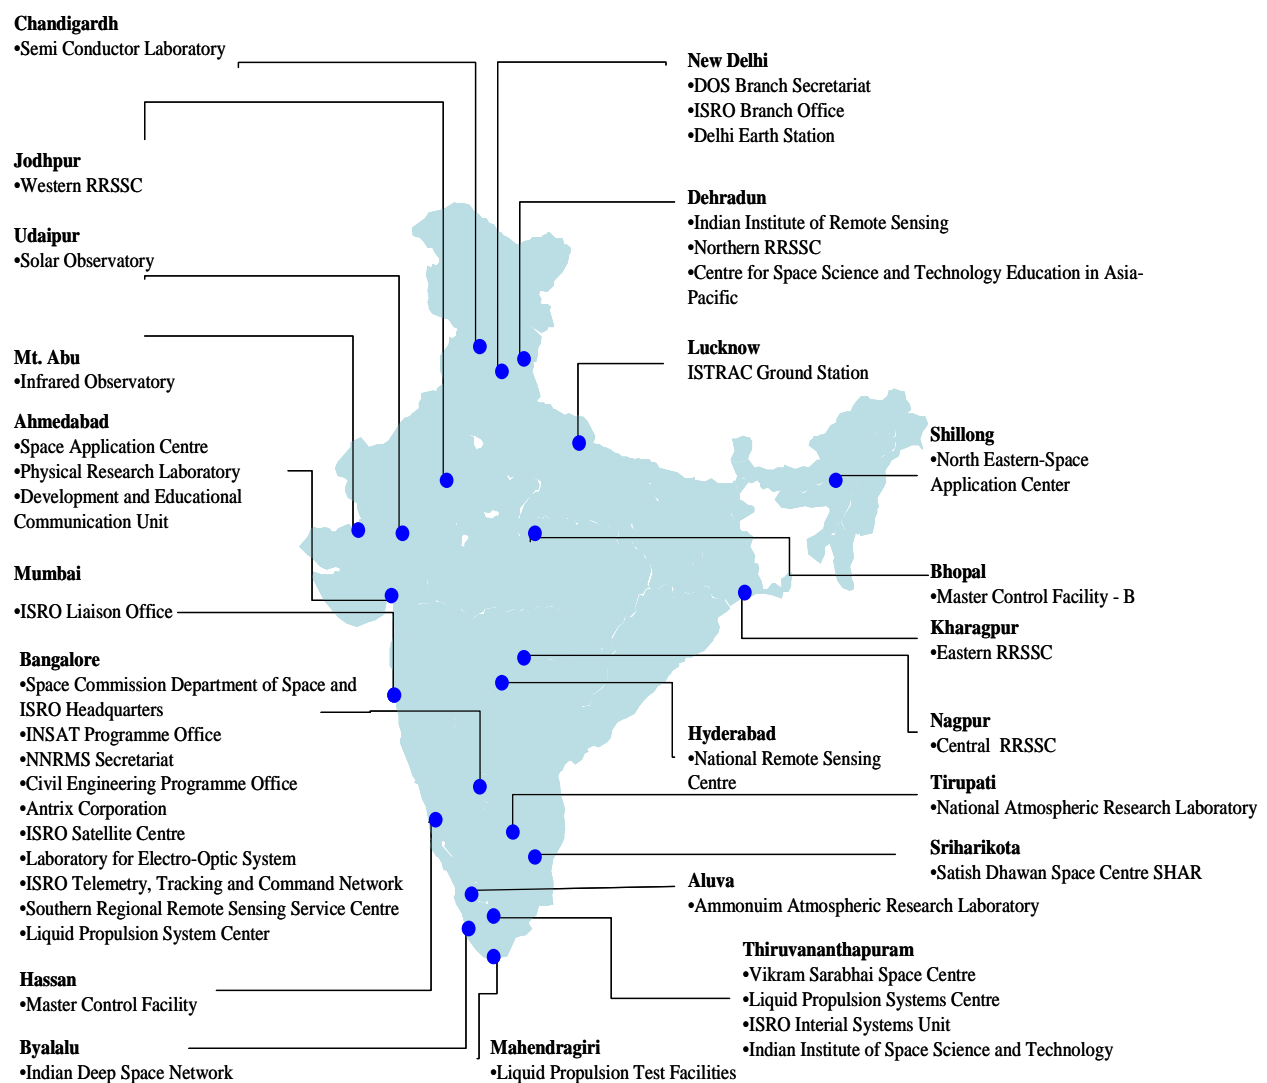 Chandigardh
•Semi Conductor Laboratory
Jodhpur
•Western RRSSC
Udaipur
•Solar Observatory
Mt. Abu
•Infrared Observatory
Ahmedabad
•Space Application Centre
•Physical Research Laboratory
•Development and Educational
Communication Unit
Mumbai
•ISRO Liaison Office
Bangalore
•Space Commission Department of Space and
ISRO Headquarters
•INSAT Programme Office
•NNRMS Secretariat
•Civil Engineering Programme Office
•Antrix Corporation
•ISRO Satellite Centre
•Laboratory for Electro-Optic System
•ISRO Telemetry, Tracking and Command Network
•Southern Regional Remote Sensing Service Centre
•Liquid Propulsion System Center
Hassan
•Master Control Facility
Byalalu
•Indian Deep Space Network
New Delhi
•DOS Branch Secretariat
•ISRO Branch Office
•Delhi Earth Station
Dehradun
•Indian Institute of Remote Sensing
•Northern RRSSC
•Centre for Space Science and Technology Education in Asia-
Pacific
Lucknow
ISTRAC Ground Station
Shillong
•North Eastern-Space
Application Center
Bhopal
•Master Control Facility - B
Kharagpur
•Eastern RRSSC
Nagpur
•Central RRSSC
Hyderabad
•National Remote Sensing
Centre
Tirupati
•National Atmospheric Research Laboratory
Sriharikota
•Satish Dhawan Space Centre SHAR
Aluva
•Ammonuim Atmospheric Research Laboratory
Thiruvananthapuram
•Vikram Sarabhai Space Centre
•Liquid Propulsion Systems Centre
•ISRO Interial Systems Unit
•Indian Institute of Space Science and Technology
Mahendragiri
•Liquid Propulsion Test Facilities